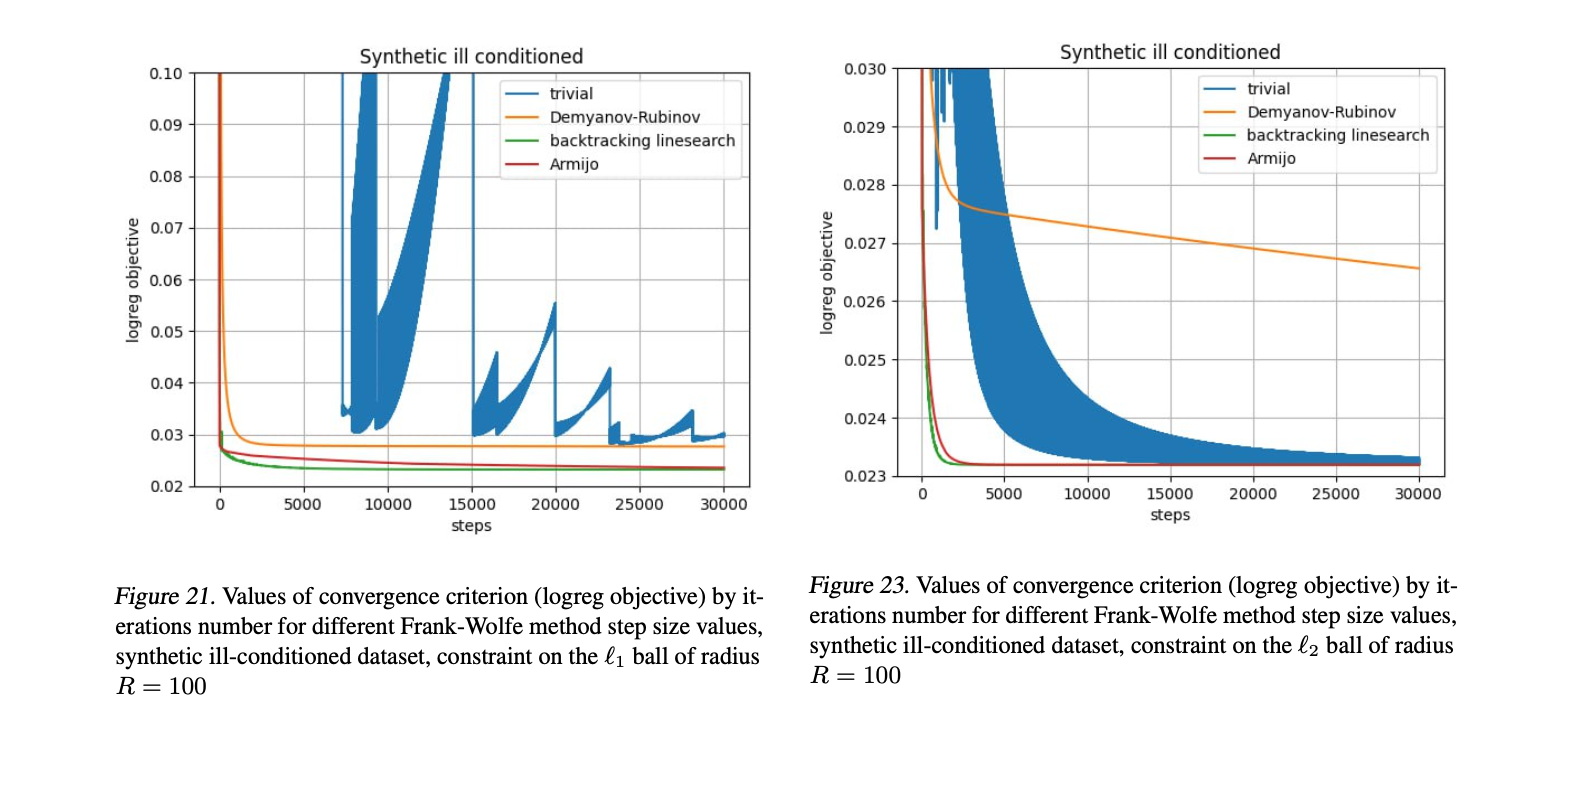 Synthetic ill conditioned
0.10
0.09
0.08
0.07
0.06
0.05
0.04
0.03
0.02
logreg objective
trivial
Demyanov-Rubinov
backtracking linesearch
Armijo
0
5000
10000
15000
20000
25000
30000
steps
Figure 21. Values of convergence criterion (logreg objective) by it-
erations number for different Frank-Wolfe method step size values,
synthetic ill-conditioned dataset, constraint on the ℓ₁ ball of radius
R = 100
Synthetic ill conditioned
0.030
0.029
0.028
0.027
0.026
0.025
0.024
0.023
logreg objective
trivial
Demyanov-Rubinov
backtracking linesearch
Armijo
0
5000
10000
15000
20000
25000
30000
steps
Figure 23. Values of convergence criterion (logreg objective) by it-
erations number for different Frank-Wolfe method step size values,
synthetic ill-conditioned dataset, constraint on the ℓ₂ ball of radius
R = 100